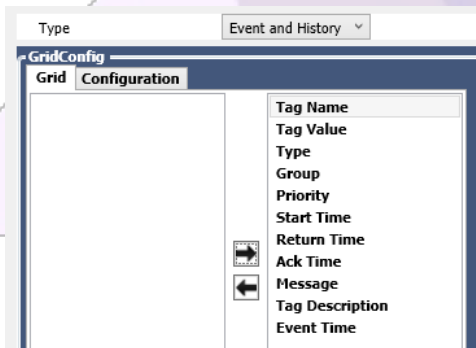 Type
Event and History
GridConfig
Grid
Configuration
Tag Name
Tag Value
Type
Group
Priority
Start Time
Return Time
Ack Time
Message
Tag Description
Event Time